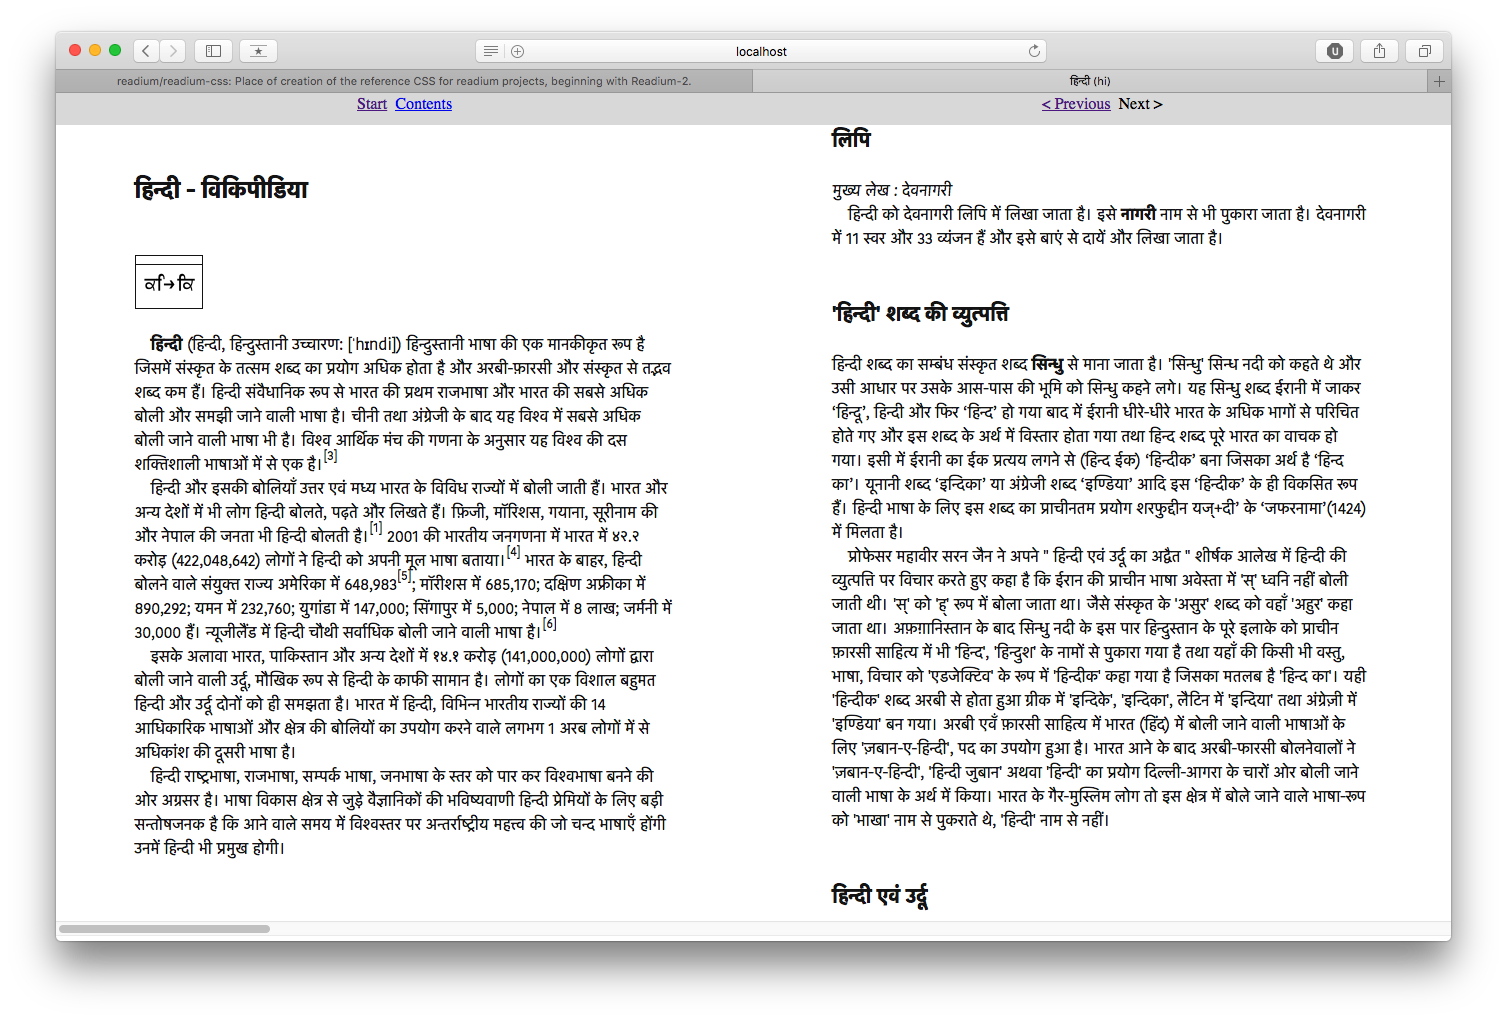 localhost
readium/readium-css: Place of creation of the reference CSS for readium projects, beginning with Readium-2.
हिन्दी (hi)
Start Contents
< Previous Next >
हिन्दी - विकिपीडिया
र्क→कि
हिन्दी (हिन्दी, हिन्दुस्तानी उच्चारण: ['hɪndi]) हिन्दुस्तानी भाषा की एक मानकीकृत रूप है
जिसमें संस्कृत के तत्सम शब्द का प्रयोग अधिक होता है और अरबी-फ़ारसी और संस्कृत से तद्भव
शब्द कम हैं। हिन्दी संवैधानिक रूप से भारत की प्रथम राजभाषा और भारत की सबसे अधिक
बोली और समझी जाने वाली भाषा है। चीनी तथा अंग्रेजी के बाद यह विश्व में सबसे अधिक
बोली जाने वाली भाषा भी है। विश्व आर्थिक मंच की गणना के अनुसार यह विश्व की दस
शक्तिशाली भाषाओं में से एक है।[3]
हिन्दी और इसकी बोलियाँ उत्तर एवं मध्य भारत के विविध राज्यों में बोली जाती हैं। भारत और
अन्य देशों में भी लोग हिन्दी बोलते, पढ़ते और लिखते हैं। फ़िजी, मॉरिशस, गयाना, सूरीनाम की
और नेपाल की जनता भी हिन्दी बोलती है।[1] 2001 की भारतीय जनगणना में भारत में ४२.२
करोड़ (422,048,642) लोगों ने हिन्दी को अपनी मूल भाषा बताया।[4] भारत के बाहर, हिन्दी
बोलने वाले संयुक्त राज्य अमेरिका में 648,983[5]; मॉरीशस में 685,170; दक्षिण अफ्रीका में
890,292; यमन में 232,760; युगांडा में 147,000; सिंगापुर में 5,000; नेपाल में 8 लाख; जर्मनी में
30,000 हैं। न्यूजीलैंड में हिन्दी चौथी सर्वाधिक बोली जाने वाली भाषा है।[6]
इसके अलावा भारत, पाकिस्तान और अन्य देशों में १४.१ करोड़ (141,000,000) लोगों द्वारा
बोली जाने वाली उर्दू, मौखिक रूप से हिन्दी के काफी सामान है। लोगों का एक विशाल बहुमत
हिन्दी और उर्दू दोनों को ही समझता है। भारत में हिन्दी, विभिन्न भारतीय राज्यों की 14
आधिकारिक भाषाओं और क्षेत्र की बोलियों का उपयोग करने वाले लगभग 1 अरब लोगों में से
अधिकांश की दूसरी भाषा है।
हिन्दी राष्ट्रभाषा, राजभाषा, सम्पर्क भाषा, जनभाषा के स्तर को पार कर विश्वभाषा बनने की
ओर अग्रसर है। भाषा विकास क्षेत्र से जुड़े वैज्ञानिकों की भविष्यवाणी हिन्दी प्रेमियों के लिए बड़ी
सन्तोषजनक है कि आने वाले समय में विश्वस्तर पर अन्तर्राष्ट्रीय महत्त्व की जो चन्द भाषाएँ होंगी
उनमें हिन्दी भी प्रमुख होगी।
लिपि
मुख्य लेख : देवनागरी
हिन्दी को देवनागरी लिपि में लिखा जाता है। इसे नागरी नाम से भी पुकारा जाता है। देवनागरी
में 11 स्वर और 33 व्यंजन हैं और इसे बाएं से दायें और लिखा जाता है।
'हिन्दी' शब्द की व्युत्पत्ति
हिन्दी शब्द का सम्बंध संस्कृत शब्द सिन्धु से माना जाता है। 'सिन्धु' सिन्ध नदी को कहते थे और
उसी आधार पर उसके आस-पास की भूमि को सिन्धु कहने लगे। यह सिन्धु शब्द ईरानी में जाकर
‘हिन्दू’, हिन्दी और फिर ‘हिन्द’ हो गया बाद में ईरानी धीरे-धीरे भारत के अधिक भागों से परिचित
होते गए और इस शब्द के अर्थ में विस्तार होता गया तथा हिन्द शब्द पूरे भारत का वाचक हो
गया। इसी में ईरानी का ईक प्रत्यय लगने से (हिन्द ईक) ‘हिन्दीक’ बना जिसका अर्थ है ‘हिन्द
का’। यूनानी शब्द ‘इन्दिका’ या अंग्रेजी शब्द ‘इण्डिया’ आदि इस ‘हिन्दीक’ के ही विकसित रूप
हैं। हिन्दी भाषा के लिए इस शब्द का प्राचीनतम प्रयोग शरफुद्दीन यज्+दी’ के ‘जफरनामा’(1424)
में मिलता है।
प्रोफेसर महावीर सरन जैन ने अपने " हिन्दी एवं उर्दू का अद्वैत " शीर्षक आलेख में हिन्दी की
व्युत्पत्ति पर विचार करते हुए कहा है कि ईरान की प्राचीन भाषा अवेस्ता में 'स्' ध्वनि नहीं बोली
जाती थी। 'स्' को 'ह्' रूप में बोला जाता था। जैसे संस्कृत के 'असुर' शब्द को वहाँ 'अहुर' कहा
जाता था। अफ़ग़ानिस्तान के बाद सिन्धु नदी के इस पार हिन्दुस्तान के पूरे इलाके को प्राचीन
फ़ारसी साहित्य में भी 'हिन्द', 'हिन्दुश' के नामों से पुकारा गया है तथा यहाँ की किसी भी वस्तु,
भाषा, विचार को 'एडजेक्टिव' के रूप में 'हिन्दीक' कहा गया है जिसका मतलब है 'हिन्द का'। यही
'हिन्दीक' शब्द अरबी से होता हुआ ग्रीक में 'इन्दिके', 'इन्दिका', लैटिन में 'इन्दिया' तथा अंग्रेज़ी में
'इण्डिया' बन गया। अरबी एवँ फ़ारसी साहित्य में भारत (हिंद) में बोली जाने वाली भाषाओं के
लिए 'ज़बान-ए-हिन्दी', पद का उपयोग हुआ है। भारत आने के बाद अरबी-फारसी बोलनेवालों ने
'ज़बान-ए-हिन्दी', 'हिन्दी जुबान' अथवा 'हिन्दी' का प्रयोग दिल्ली-आगरा के चारों ओर बोली जाने
वाली भाषा के अर्थ में किया। भारत के गैर-मुस्लिम लोग तो इस क्षेत्र में बोले जाने वाले भाषा-रूप
को 'भाखा' नाम से पुकराते थे, 'हिन्दी' नाम से नहीं।
हिन्दी एवं उर्दू